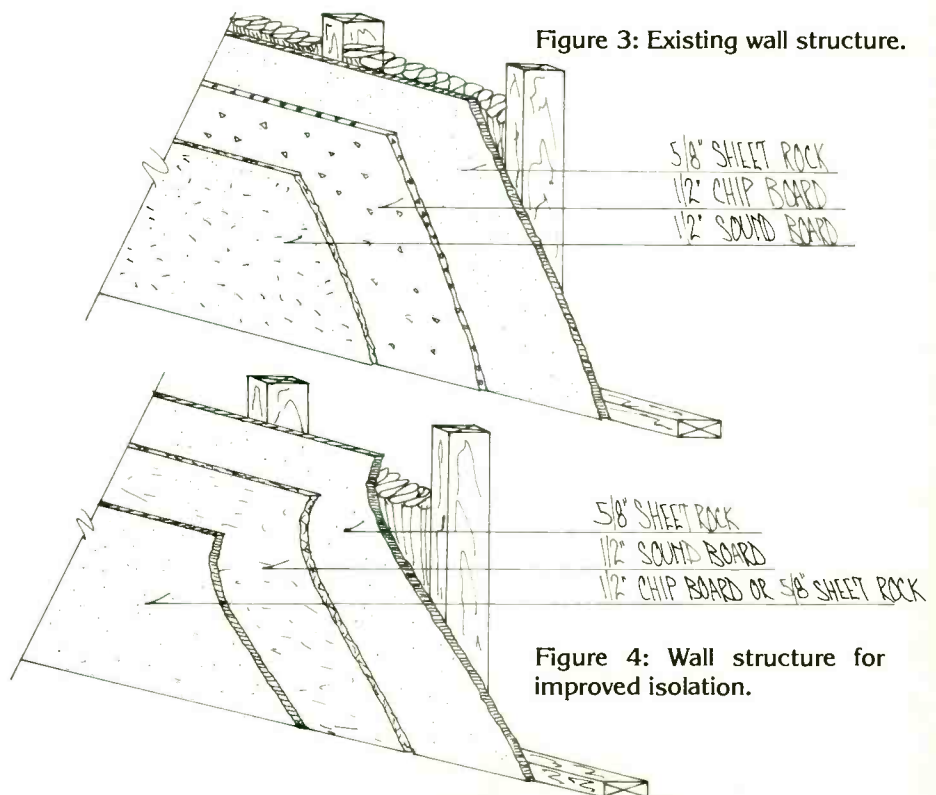 Figure 3: Existing wall structure.
5/8" SHEET ROCK
1/2" CHIP BOARD
1/2" SOUND BOARD
5/8" SHEET ROCK
1/2" SOUND BOARD
1/2" CHIP BOARD OR 5/8" SHEET ROCK
Figure 4: Wall structure for
improved isolation.